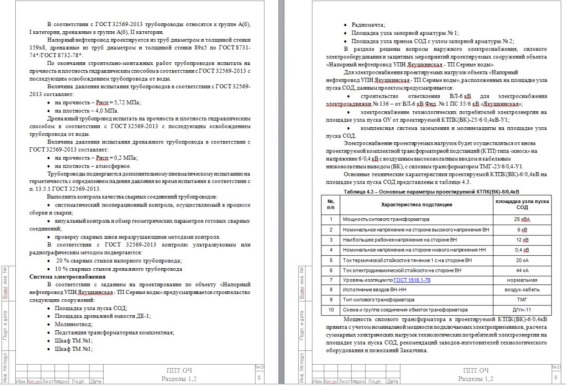 В соответствии с ГОСТ 32569-2013 трубопроводы относятся к группе А(б),
I категории, дренажные к группе А(б), II категории.
Напорный нефтепровод проектируется из труб диаметром и толщиной стенки
159х8, дренажные из труб диаметром и толщиной стенки 89х5 по ГОСТ 8731-
74*/ГОСТ 8732-78*.
По окончании строительно-монтажных работ трубопроводов испытать на
прочность и плотность гидравлическим способом в соответствии с ГОСТ 32569-2013 с
последующим освобождением трубопровода от воды.
Величина давления испытания трубопроводов в соответствии с ГОСТ 32569-
2013 составляет:
• на прочность – Рисп = 3,72 МПа;
• на плотность – 4,0 МПа.
Дренажный трубопровод испытать на прочность и плотность гидравлическим
способом в соответствии с ГОСТ 32569-2013 с последующим освобождением
трубопровода от воды.
Величина давления испытания дренажного трубопровода в соответствии с
ГОСТ 32569-2013 составляет:
• на прочность – Рисп = 0,2 МПа;
• на плотность – атмосферное.
Трубопроводы подвергается дополнительному пневматическому испытанию на
герметичность с определением падения давления во время испытания в соответствии с
п. 13.5.1 ГОСТ 32569-2013.
Выполнить контроль качества сварных соединений трубопроводов:
• систематический пооперационный контроль, осуществляемый в процессе
сборки и сварки;
• визуальный контроль и обмер геометрических параметров готовых сварных
соединений;
• проверку сварных швов неразрушающими методами контроля.
В соответствии с ГОСТ 32569-2013 контролю ультразвуковым или
радиографическим методом подвергаются:
• 20 % сварных стыков напорного трубопровода;
• 10 % сварных стыков дренажного трубопровода
Система электроснабжения
В соответствии с заданием на проектирование по объекту «Напорный
нефтепровод УПН Якушинская - ТП Серные воды» предусматривается строительство
следующих сооружений:
• Площадка узла пуска СОД;
• Площадка дренажной емкости ДЕ-1;
• Молниеотвод;
• Подстанция трансформаторная комплектная;
• Шкаф ТМ №1;
• Шкаф ТМ №1;
ППТ. ОЧ
Разделы 1,2
• Радиомачта;
• Площадка узла запорной арматуры № 1;
• Площадка узла приема СОД с узлом запорной арматуры № 2;
В разделе решены вопросы наружного электроснабжения, силового
электрооборудования и защитных мероприятий проектируемых сооружений объекта
«Напорный нефтепровод УПН Якушинская - ТП Серные воды».
Для электроснабжения проектируемых нагрузок объекта «Напорный
нефтепровод УПН Якушинская - ТП Серные воды», расположенных на площадке узла
пуска СОД, данным проектом предусматривается:
• строительство ответвления ВЛ-6 кВ для электроснабжения
электрозадвижки № 136 – от ВЛ-6 кВ Фид. № 1 ПС 35/6 кВ «Якушкинская»;
• электроснабжение технологических потребителей электроэнергии на
площадке узла пуска ОУ от проектируемой КТПК(ВК)-25/6/0,4кВ-У1;
• комплексная система заземления и молниезащиты на площадке узла
пуска СОД.
Электроснабжение проектируемых нагрузок будет осуществляться от вновь
проектируемой комплектной трансформаторной подстанцией (КТП) типа «киоск» на
напряжение 6/0,4 кВ с воздушным высоковольтным вводом и кабельным
низковольтным выводом (ВК), с силовым трансформатором ТМГ-25/6/0,4-У1.
Основные технические характеристики проектируемой КТПК(ВК)-6/0,4кВ на
площадке узла пуска СОД представлены в таблице 4.3.
Таблица 4.3 – Основные параметры проектируемой КТПК(ВК)-6/0,4кВ
№, п/п Характеристика подстанции площадка узла пуска СОД
1 Мощность силового трансформатора 25 кВА
2 Номинальное напряжение на стороне высокого напряжения ВН 6 кВ
3 Наибольшее рабочее напряжение на стороне ВН 12 кВ
4 Номинальное напряжение на стороне низкого напряжения НН 0,4 кВ
5 Ток термической стойкости в течение 1 с на стороне ВН 20 кА
6 Ток электродинамической стойкости на стороне ВН 44 кА
7 Уровень изоляции по ГОСТ 1516.1-76 нормальная
8 Исполнение вводов ВН-НН воздух-кабель
9 Тип силового трансформатора ТМГ
10 Схема и группа соединения обмоток трансформатора Д/Yн-11
Мощность силового трансформатора в проектируемой КТПК(ВК)-6/0,4кВ
принята с учетом возможной мощности подключаемых электроприемников, расчета
суммарных электрических нагрузок технологических потребителей электроэнергии на
площадке узла пуска СОД, рекомендаций заводов-изготовителей технологического
оборудования и пожеланий Заказчика.
ППТ. ОЧ
Разделы 1,2